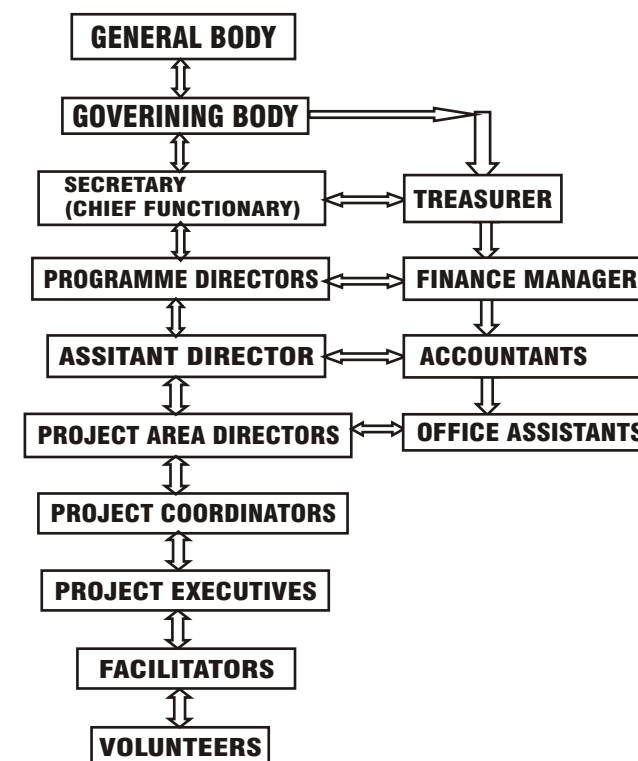 GENERAL BODY
GOVERINING BODY
SECRETARY
(CHIEF FUNCTIONARY)
TREASURER
PROGRAMME DIRECTORS
FINANCE MANAGER
ASSITANT DIRECTOR
ACCOUNTANTS
PROJECT AREA DIRECTORS
OFFICE ASSISTANTS
PROJECT COORDINATORS
PROJECT EXECUTIVES
FACILITATORS
VOLUNTEERS